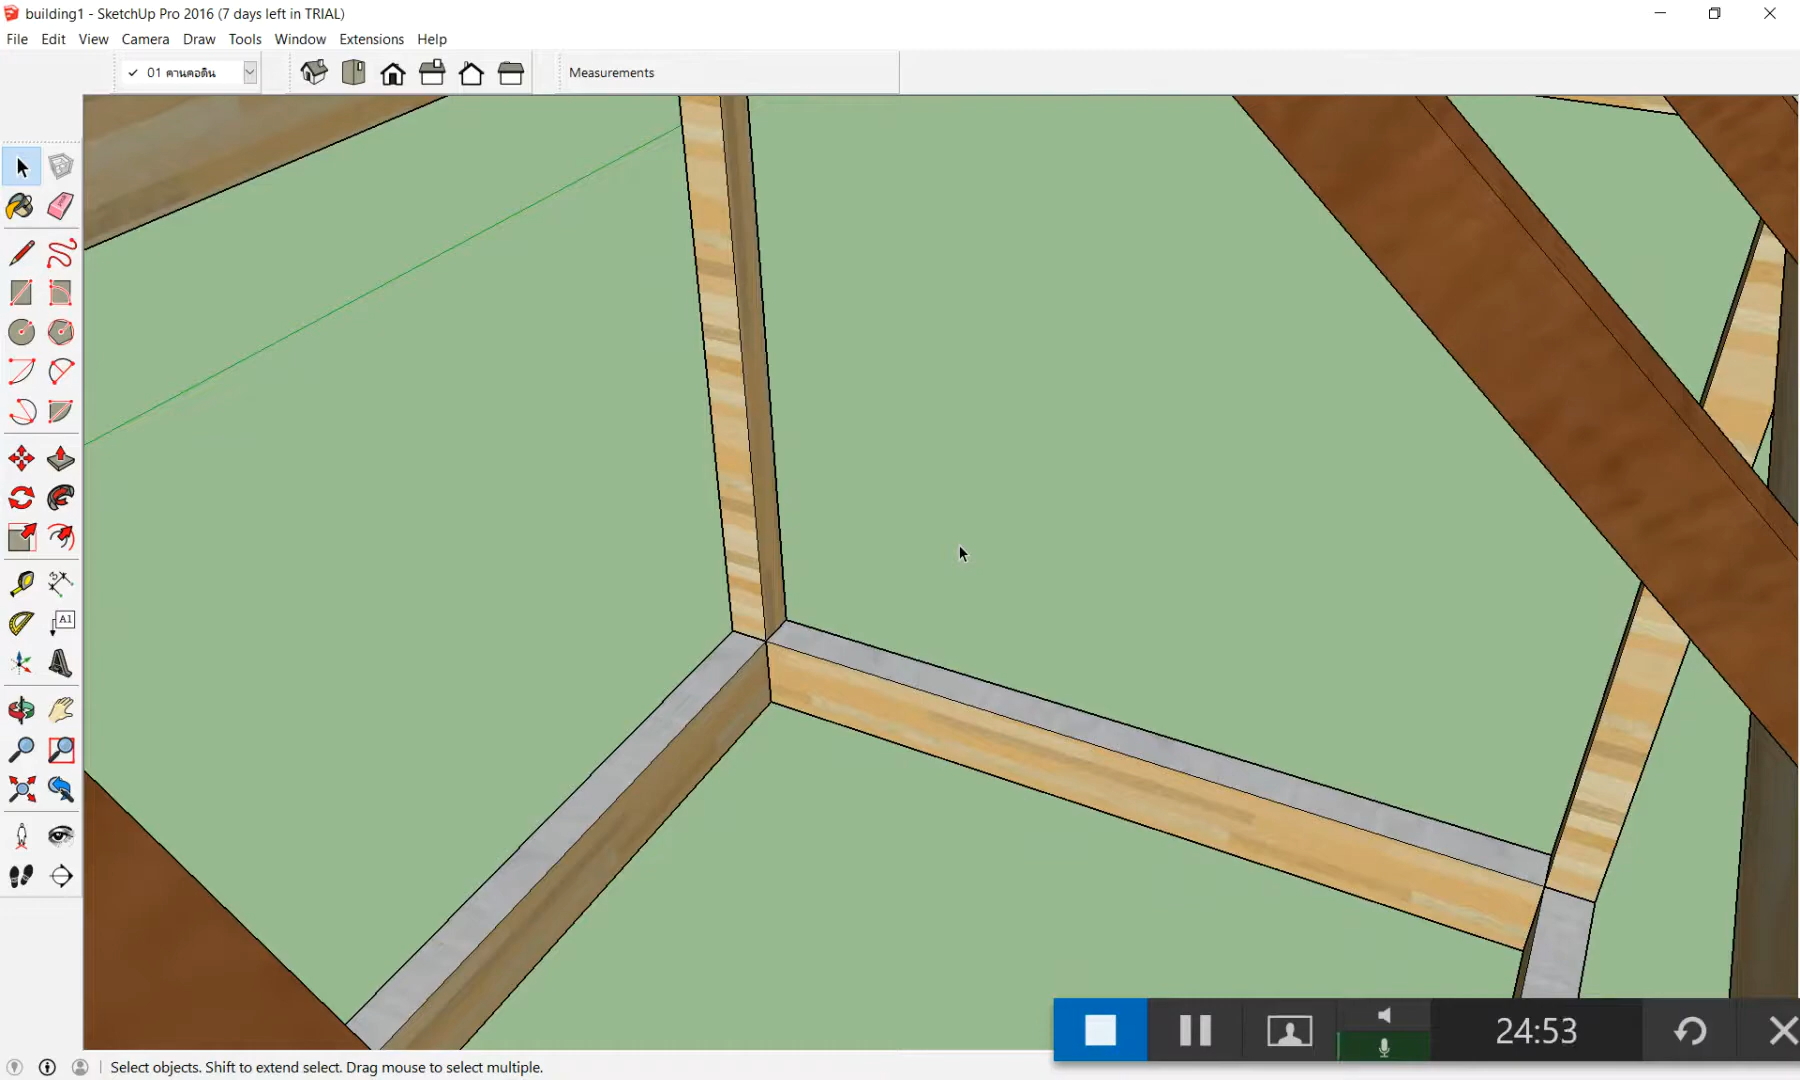 building1 - SketchUp Pro 2016 (7 days left in TRIAL)
File Edit View Camera Draw Tools Window Extensions Help
01 คานคอดิน
Measurements
A1
24:53
Select objects. Shift to extend select. Drag mouse to select multiple.